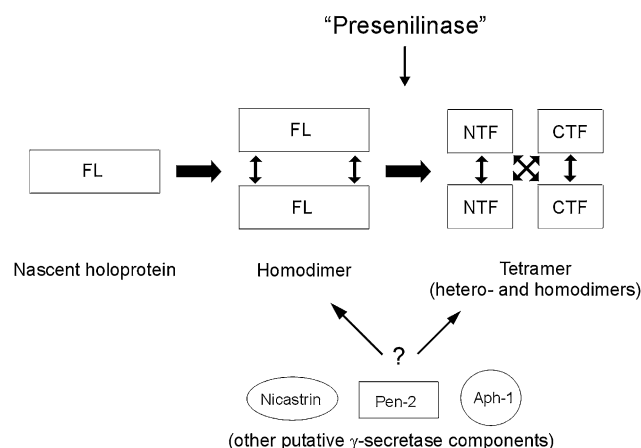 “Presenilinase”
FL
FL
FL
NTF
CTF
NTF
CTF
Nascent holoprotein
Homodimer
Tetramer
(hetero- and homodimers)
?
Nicastrin
Pen-2
Aph-1
(other putative γ-secretase components)